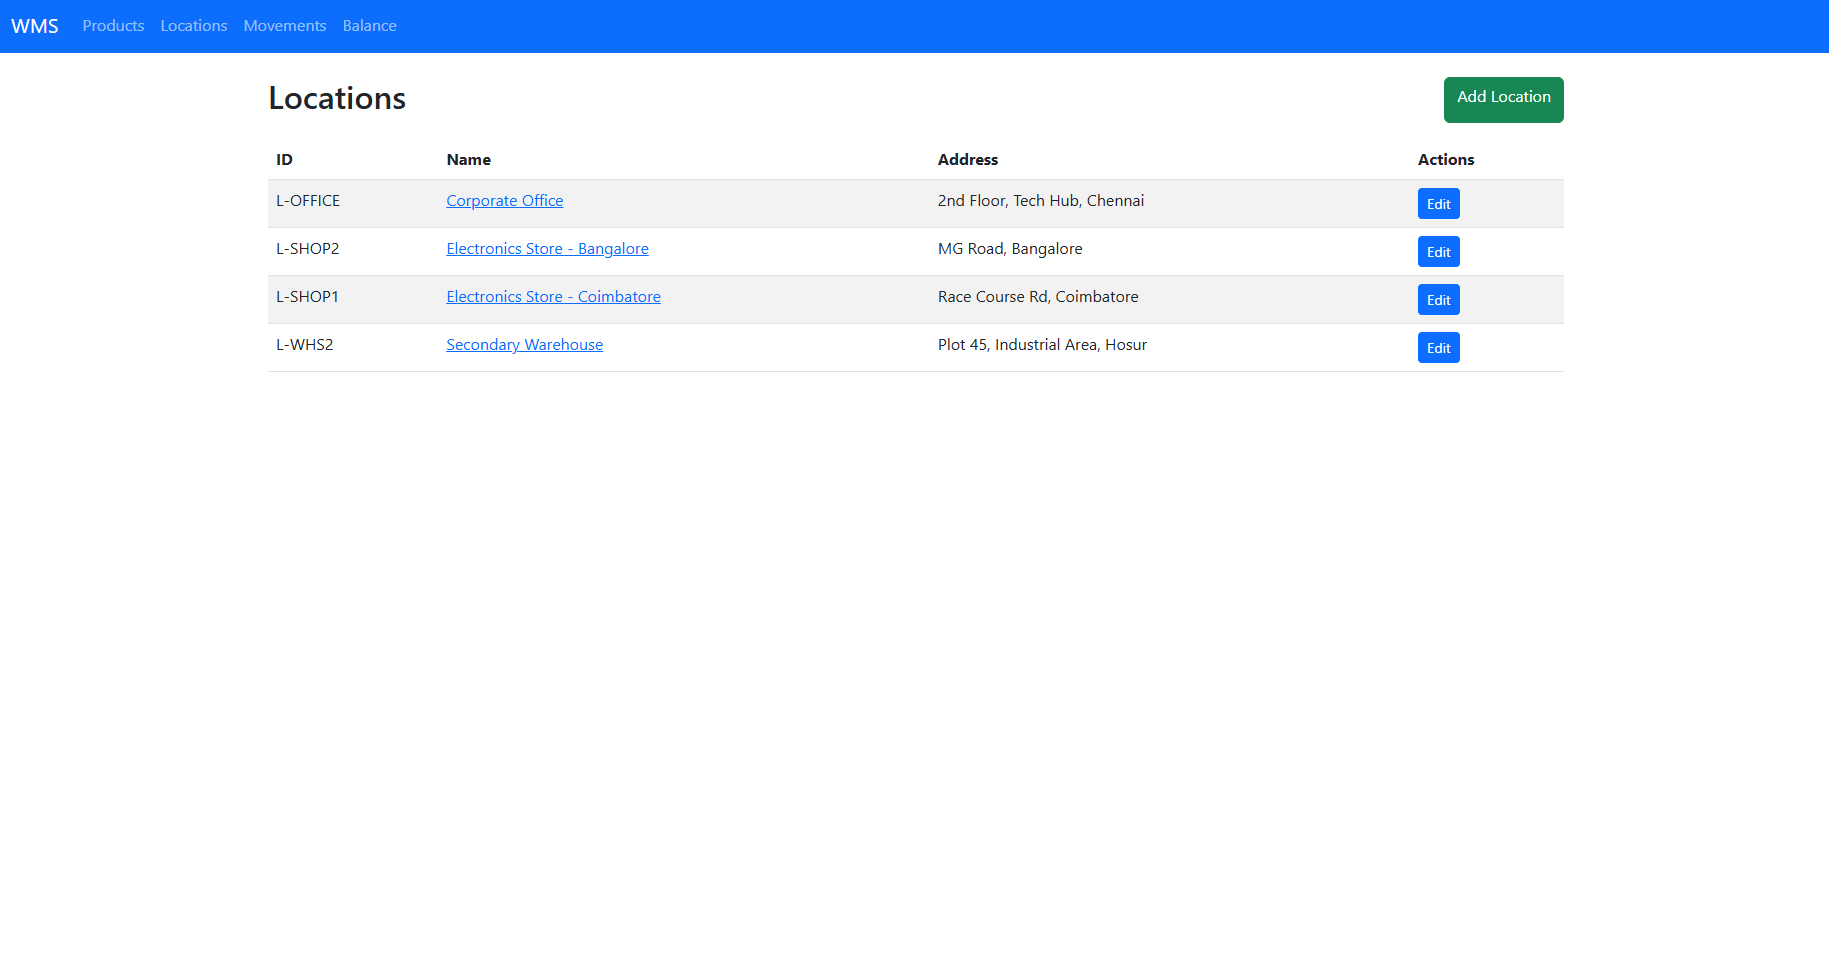 WMS Products Locations Movements Balance
Locations
Add Location
ID Name Address Actions
L-OFFICE Corporate Office 2nd Floor, Tech Hub, Chennai Edit
L-SHOP2 Electronics Store - Bangalore MG Road, Bangalore Edit
L-SHOP1 Electronics Store - Coimbatore Race Course Rd, Coimbatore Edit
L-WHS2 Secondary Warehouse Plot 45, Industrial Area, Hosur Edit